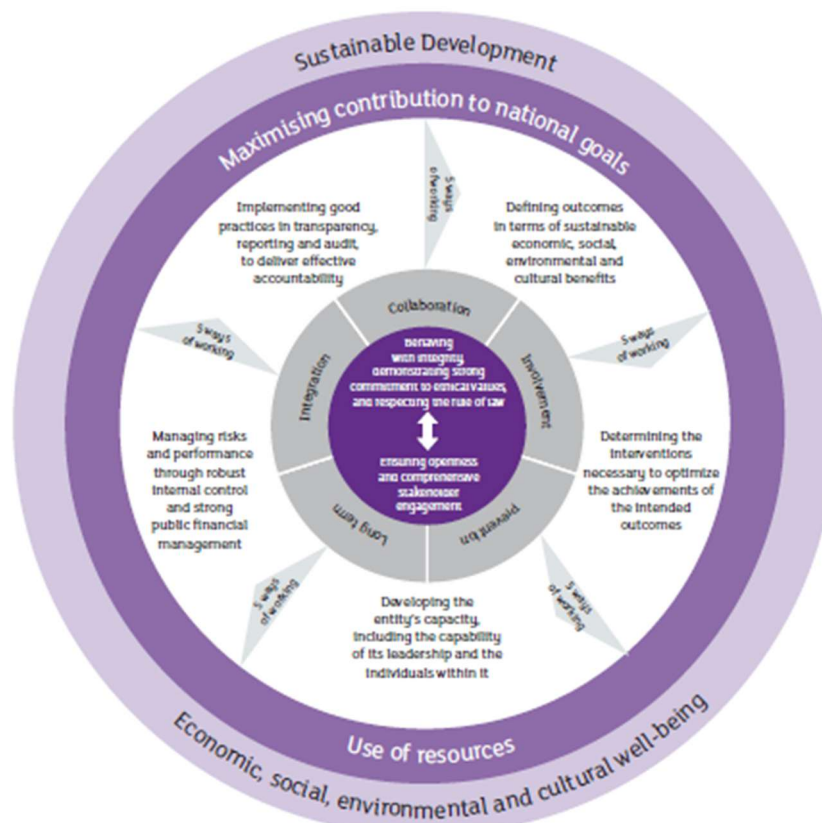 Sustainable Development
Maximising contribution to national goals
5 ways
of working
Implementing good
practices in transparency,
reporting and audit,
to deliver effective
accountability
Defining outcomes
in terms of sustainable
economic, social,
environmental and
cultural benefits
5 ways
of working
Collaboration
5 ways
of working
Integration
Behaving
with integrity,
demonstrating strong
commitment to ethical values,
and respecting the rule of law
Involvement
Managing risks
and performance
through robust
internal control
and strong
public financial
management
Ensuring openness
and comprehensive
stakeholder
engagement
Determining the
interventions
necessary to optimize
the achievements of
the intended
outcomes
Long term
Prevention
5 ways
of working
5 ways
of working
Developing the
entity's capacity,
including the capability
of its leadership and the
individuals within it
Use of resources
Economic, social, environmental and cultural well-being